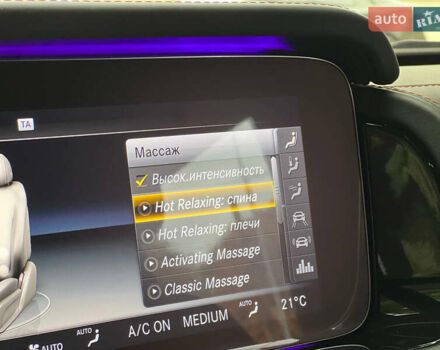 auto RIA
TA
Массаж
Высок.интенсивность
Hot Relaxing: спина
Hot Relaxing: плечи
Activating Massage
Classic Massage
AUTO AUTO A/C ON MEDIUM AUTO 21°C